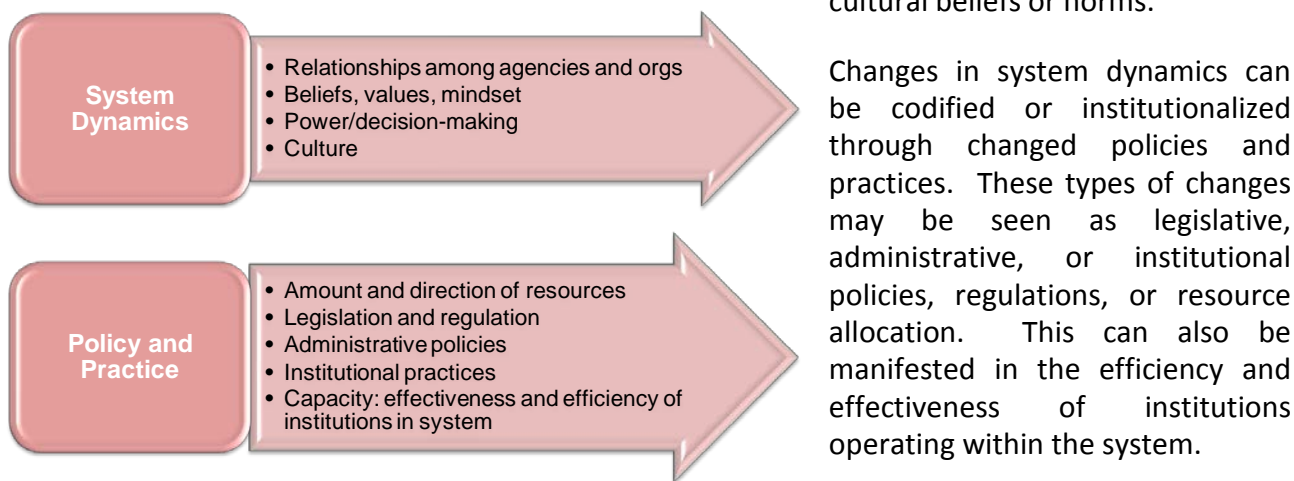 cultural beliefs or norms.
System
Dynamics
• Relationships among agencies and orgs
• Beliefs, values, mindset
• Power/decision-making
• Culture
Policy and
Practice
• Amount and direction of resources
• Legislation and regulation
• Administrative policies
• Institutional practices
• Capacity: effectiveness and efficiency of
institutions in system
Changes in system dynamics can
be codified or institutionalized
through changed policies and
practices. These types of changes
may be seen as legislative,
administrative, or institutional
policies, regulations, or resource
allocation. This can also be
manifested in the efficiency and
effectiveness of institutions
operating within the system.